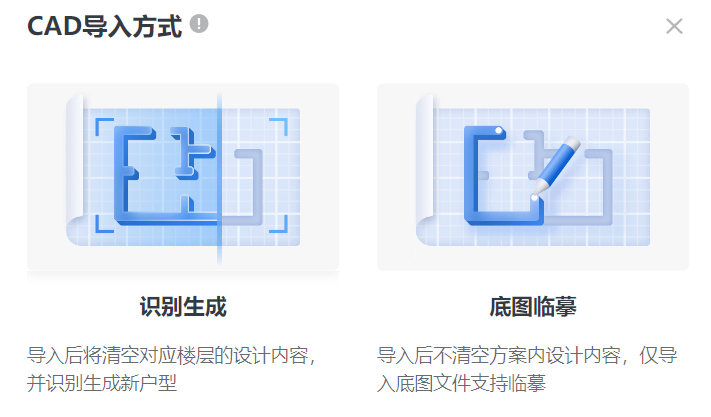 CAD导入方式
识别生成
导入后将清空对应楼层的设计内容，
并识别生成新户型
底图临摹
导入后不清空方案内设计内容，仅导
入底图文件支持临摹